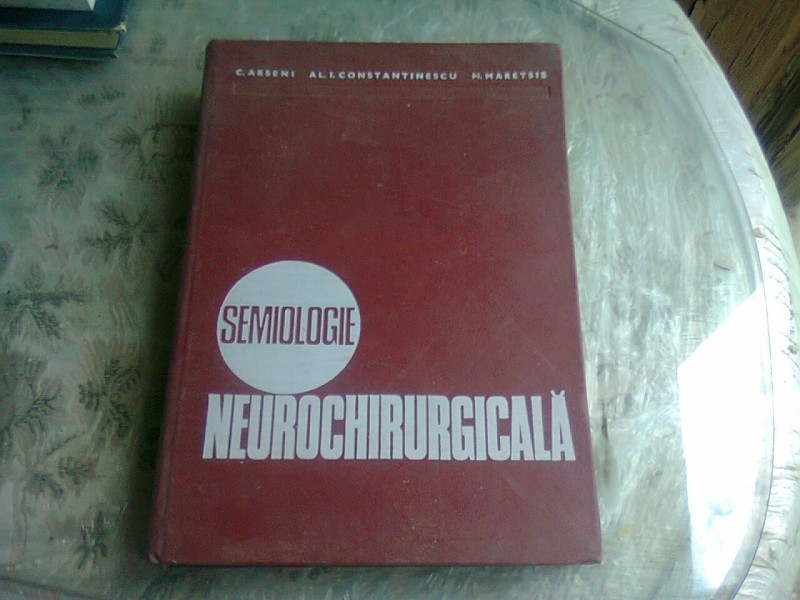 C. ARSENI AL. I. CONSTANTINESCU M. MARETSIS
SEMIOLOGIE
NEUROCHIRURGICALĂ